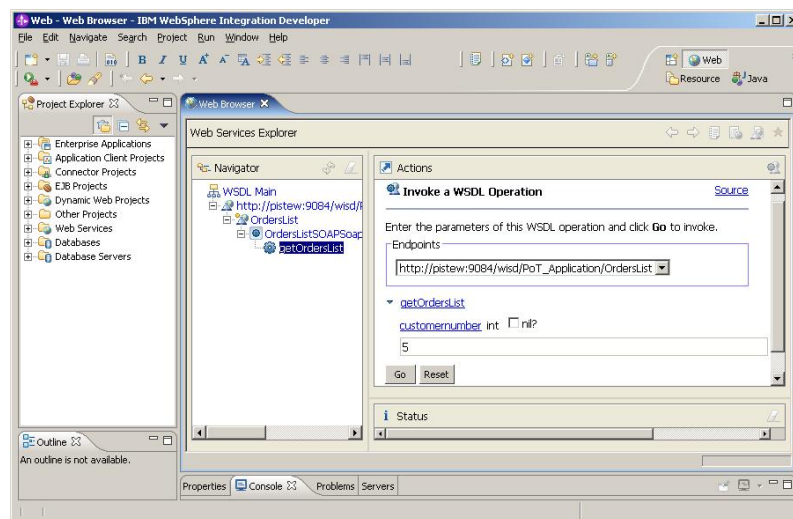 Web - Web Browser - IBM WebSphere Integration Developer
File Edit Navigate Search Project Run Window Help
B I U A A
Web
Resource Java
Project Explorer
Enterprise Applications
Application Client Projects
Connector Projects
EJB Projects
Dynamic Web Projects
Other Projects
Web Services
Databases
Database Servers
Outline
An outline is not available.
Web Browser
Web Services Explorer
Navigator
WSDL Main
http://pistew:9084/wisd/
OrdersList
OrdersListSOAPSoap
getOrdersList
Actions
Invoke a WSDL Operation Source
Enter the parameters of this WSDL operation and click Go to invoke.
Endpoints
http://pistew:9084/wisd/PoT_Application/OrdersList
getOrdersList
customernumber int nil?
5
Go Reset
i Status
Properties Console Problems Servers